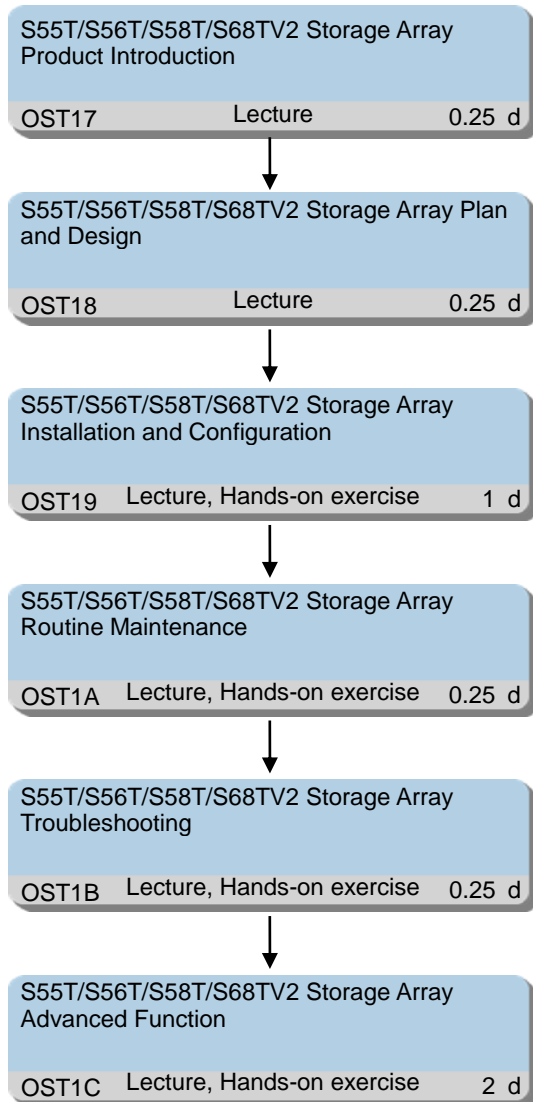 S55T/S56T/S58T/S68TV2 Storage Array
Product Introduction
OST17 Lecture 0.25 d
S55T/S56T/S58T/S68TV2 Storage Array Plan
and Design
OST18 Lecture 0.25 d
S55T/S56T/S58T/S68TV2 Storage Array
Installation and Configuration
OST19 Lecture, Hands-on exercise 1 d
S55T/S56T/S58T/S68TV2 Storage Array
Routine Maintenance
OST1A Lecture, Hands-on exercise 0.25 d
S55T/S56T/S58T/S68TV2 Storage Array
Troubleshooting
OST1B Lecture, Hands-on exercise 0.25 d
S55T/S56T/S58T/S68TV2 Storage Array
Advanced Function
OST1C Lecture, Hands-on exercise 2 d